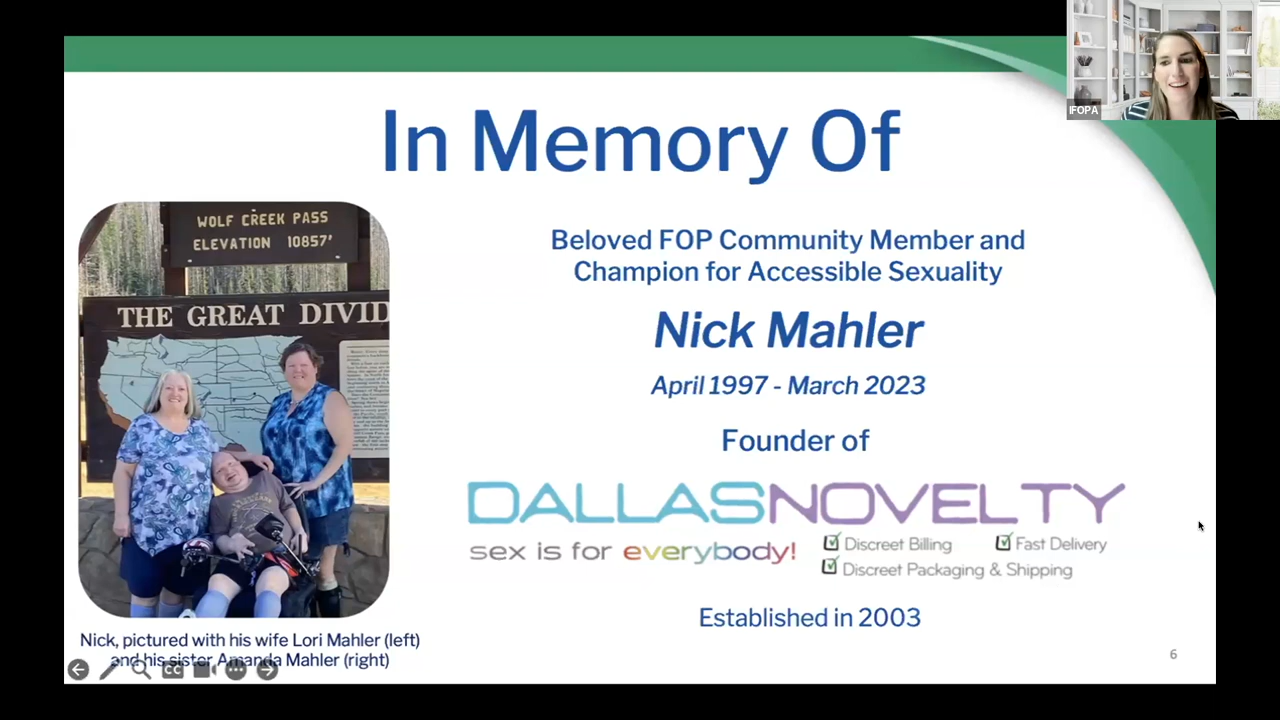 IFOPA
In Memory Of
WOLF CREEK PASS
ELEVATION 10857'
THE GREAT DIVID
Beloved FOP Community Member and
Champion for Accessible Sexuality
Nick Mahler
April 1997 - March 2023
Founder of
DALLASNOVELTY
sex is for everybody!
Discreet Billing
Fast Delivery
Discreet Packaging & Shipping
Established in 2003
Nick, pictured with his wife Lori Mahler (left)
and his sister Amanda Mahler (right)
CC
6